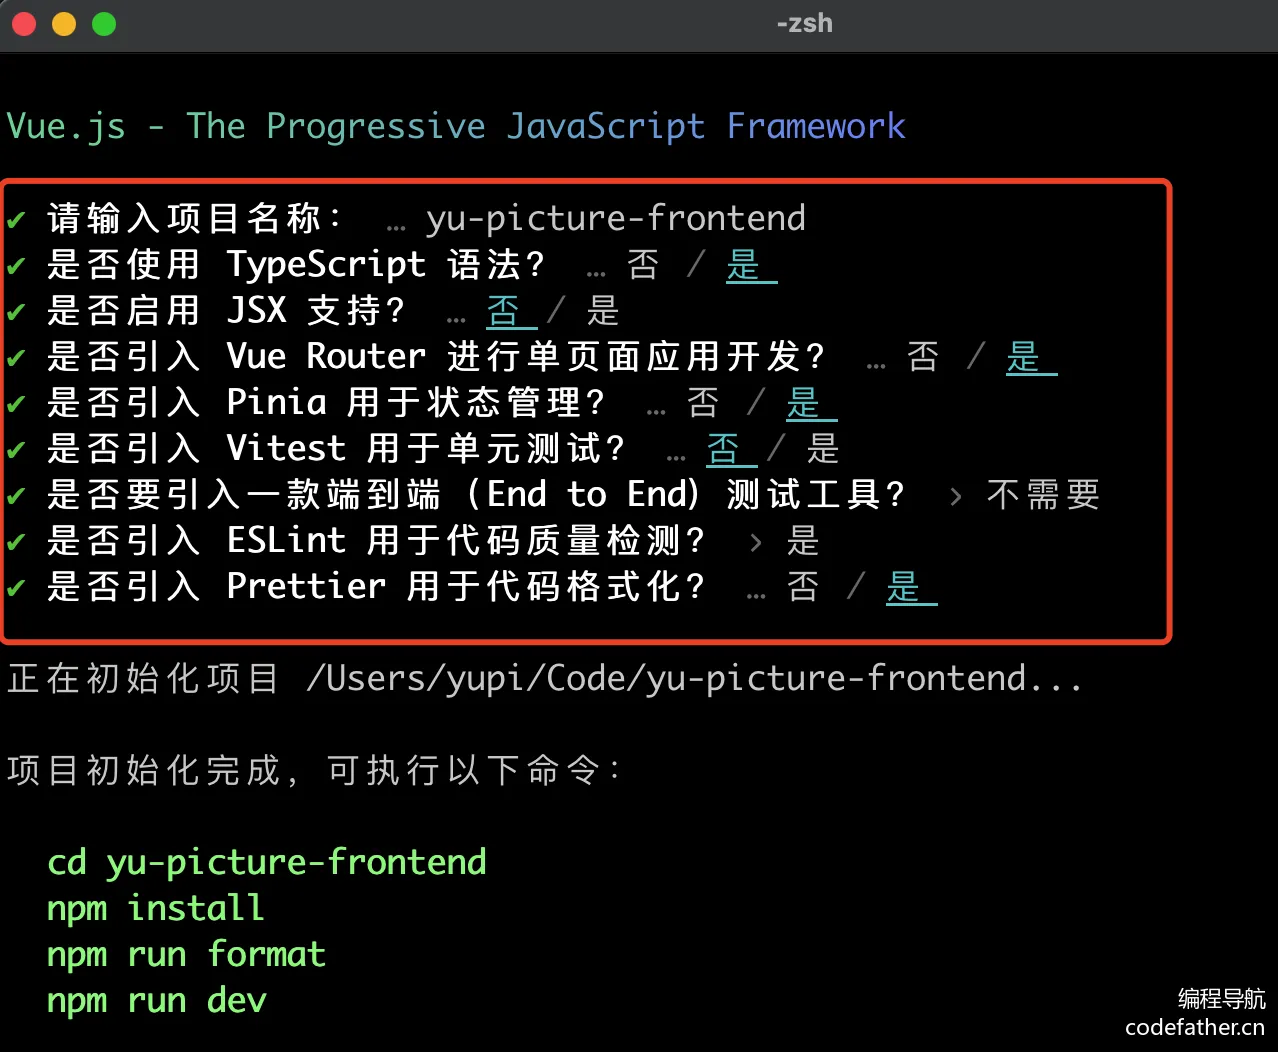 -zsh
Vue.js - The Progressive JavaScript Framework
✔ 请输入项目名称： … yu-picture-frontend
✔ 是否使用 TypeScript 语法？ … 否 / 是
✔ 是否启用 JSX 支持？ … 否 / 是
✔ 是否引入 Vue Router 进行单页面应用开发？ … 否 / 是
✔ 是否引入 Pinia 用于状态管理？ … 否 / 是
✔ 是否引入 Vitest 用于单元测试？ … 否 / 是
✔ 是否要引入一款端到端（End to End）测试工具？ › 不需要
✔ 是否引入 ESLint 用于代码质量检测？ › 是
✔ 是否引入 Prettier 用于代码格式化？ … 否 / 是
正在初始化项目 /Users/yupi/Code/yu-picture-frontend...
项目初始化完成，可执行以下命令：
cd yu-picture-frontend
npm install
npm run format
npm run dev
编程导航
codefather.cn